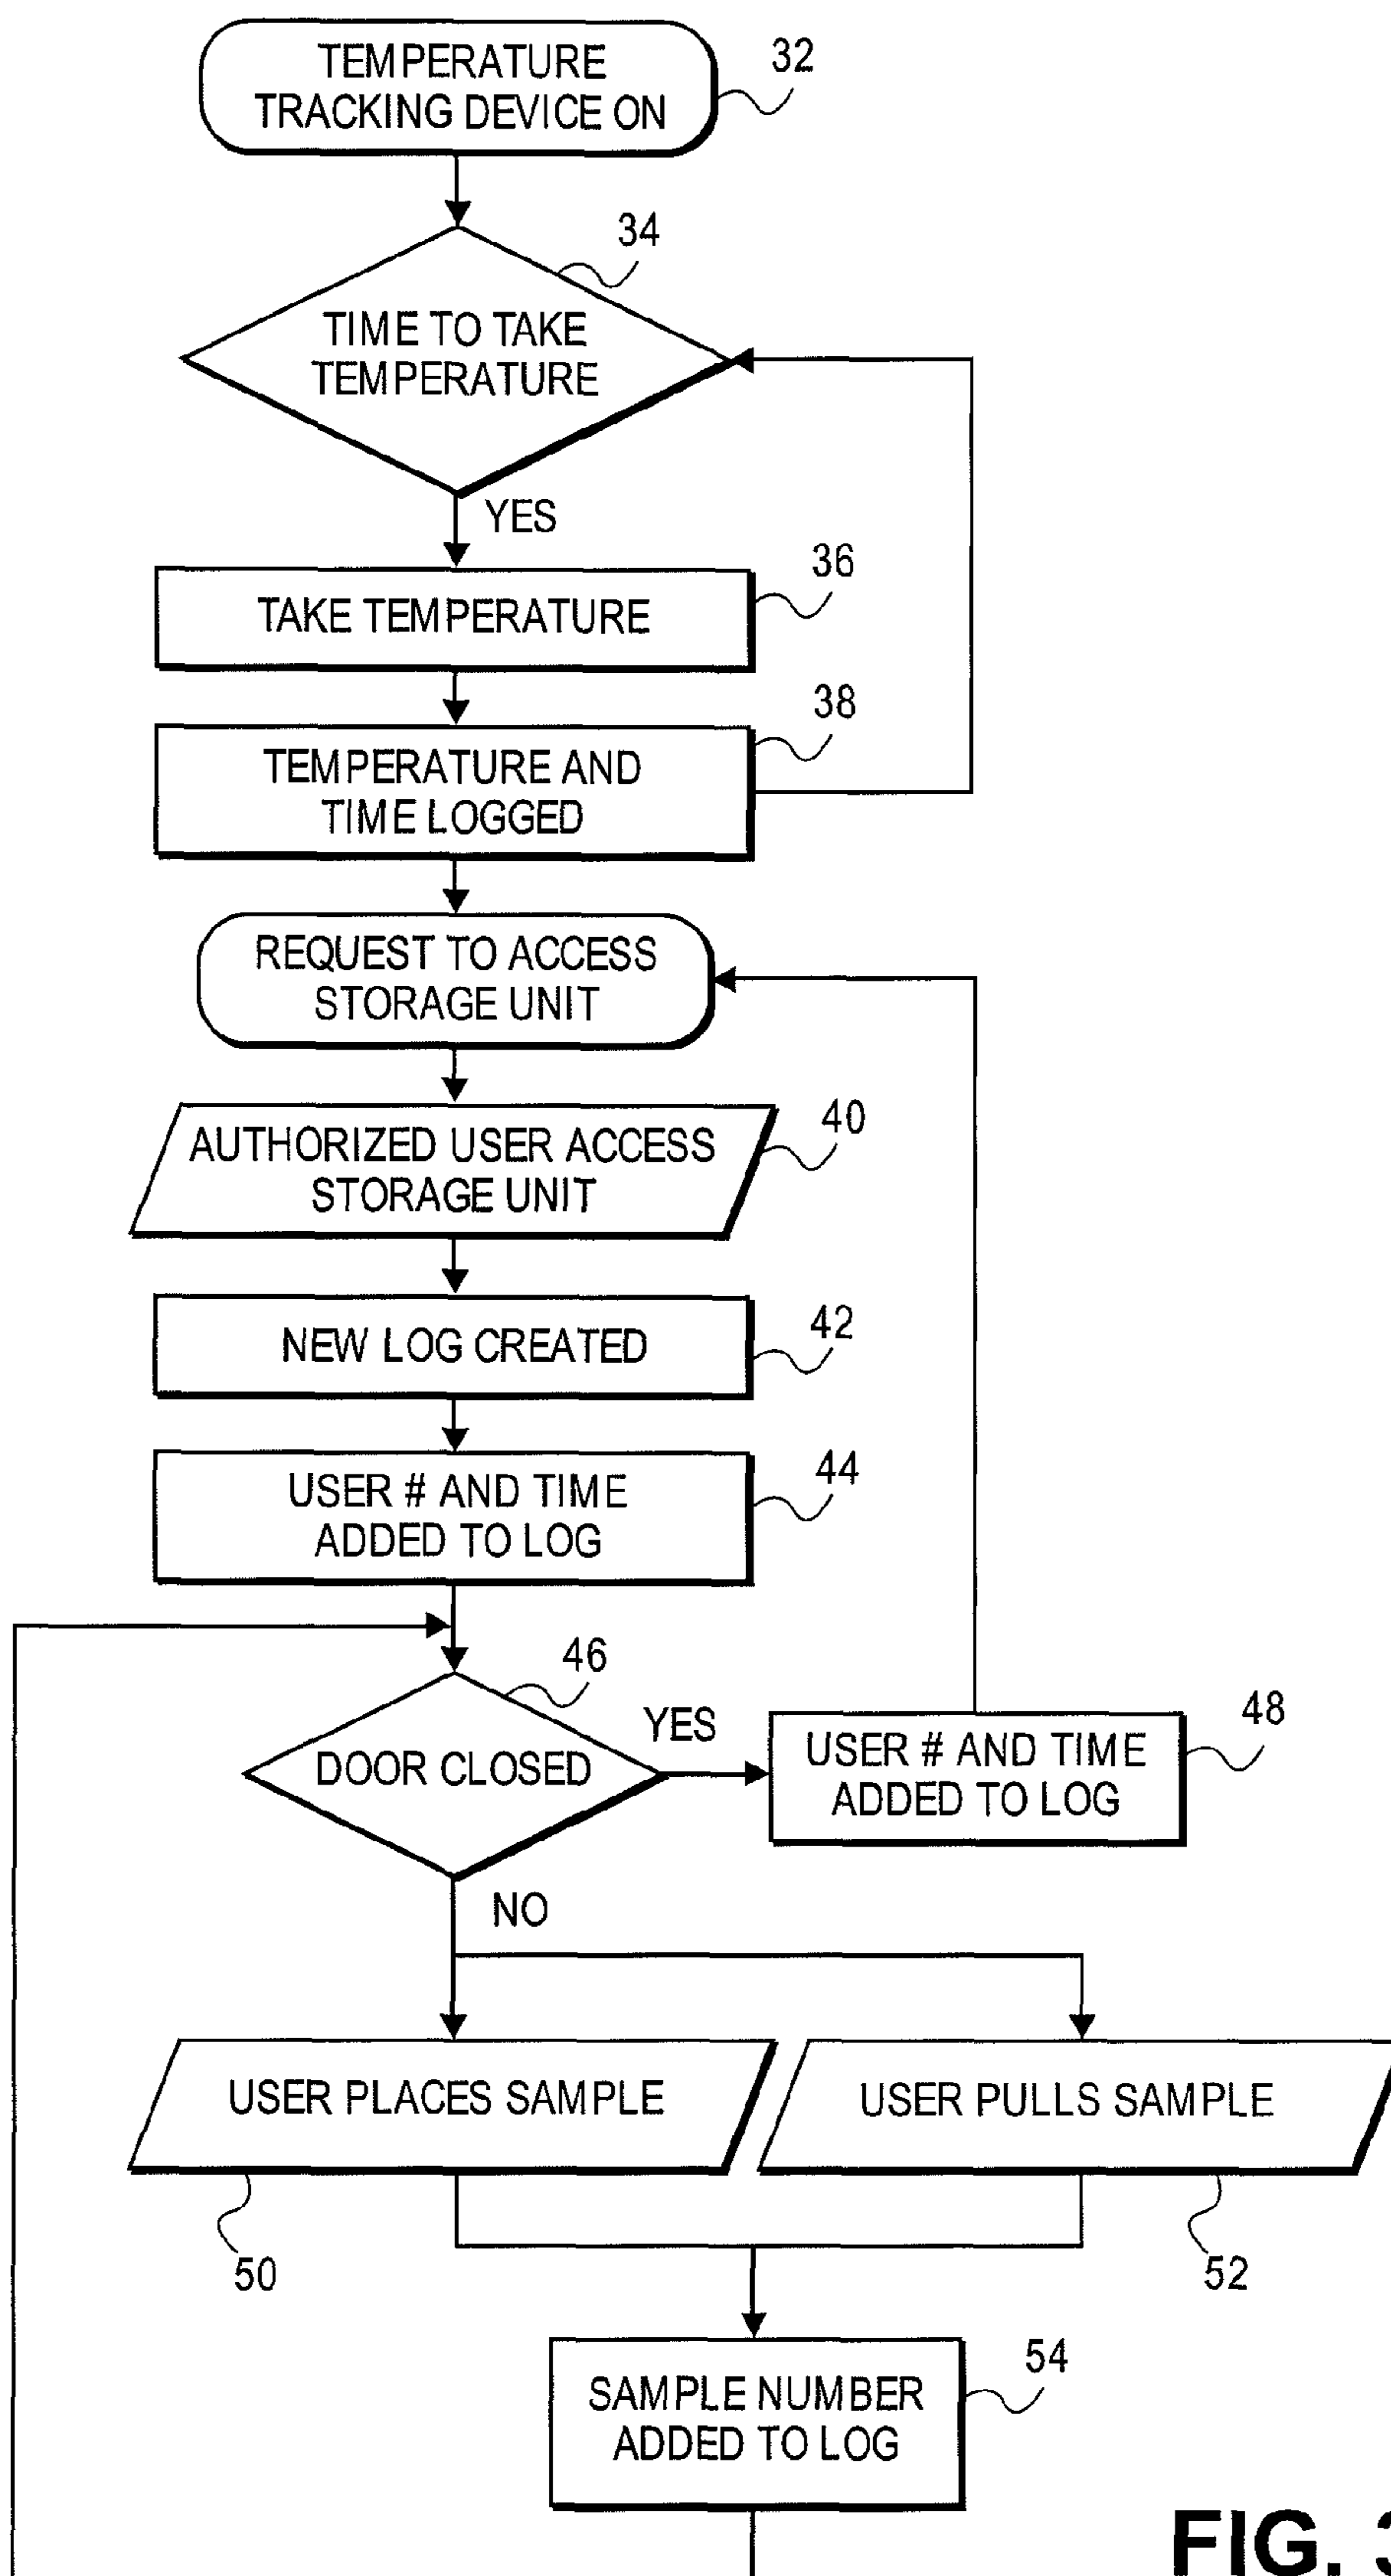 TEMPERATURE
TRACKING DEVICE ON
32
34
TIME TO TAKE
TEMPERATURE
YES
36
TAKE TEMPERATURE
38
TEMPERATURE AND
TIME LOGGED
REQUEST TO ACCESS
STORAGE UNIT
40
AUTHORIZED USER ACCESS
STORAGE UNIT
42
NEW LOG CREATED
44
USER # AND TIME
ADDED TO LOG
46
DOOR CLOSED
YES
48
USER # AND TIME
ADDED TO LOG
NO
USER PLACES SAMPLE
USER PULLS SAMPLE
50
52
54
SAMPLE NUMBER
ADDED TO LOG
FIG. 3